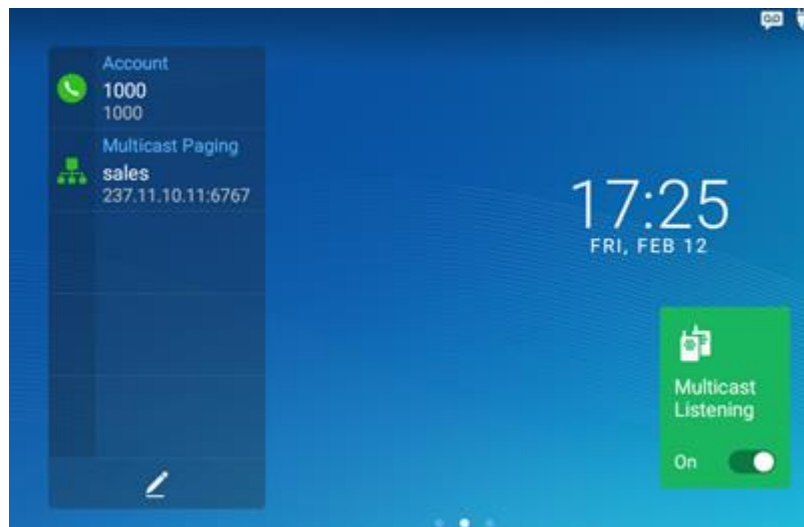 Account
1000
1000
Multicast Paging
sales
237.11.10.11:6767
17:25
FRI, FEB 12
Multicast
Listening
On